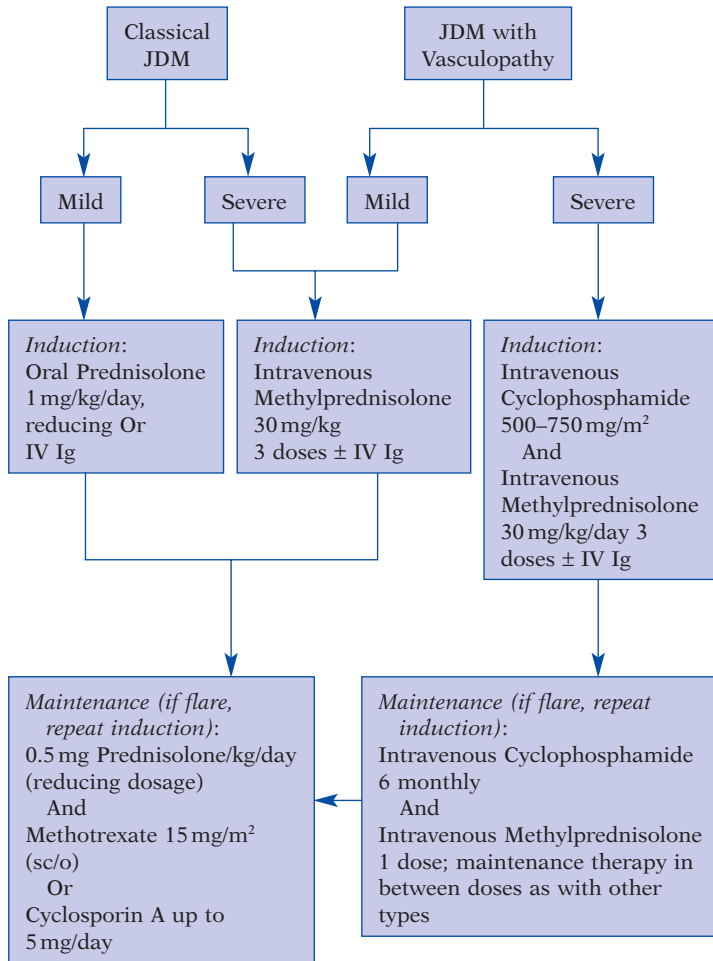 Classical
JDM
JDM with
Vasculopathy
Mild
Severe
Mild
Severe
Induction:
Oral Prednisolone
1 mg/kg/day,
reducing Or
IV Ig
Induction:
Intravenous
Methylprednisolone
30 mg/kg
3 doses ± IV Ig
Induction:
Intravenous
Cyclophosphamide
500–750 mg/m²
And
Intravenous
Methylprednisolone
30 mg/kg/day 3
doses ± IV Ig
Maintenance (if flare,
repeat induction):
0.5 mg Prednisolone/kg/day
(reducing dosage)
And
Methotrexate 15 mg/m²
(sc/o)
Or
Cyclosporin A up to
5 mg/day
Maintenance (if flare, repeat
induction):
Intravenous Cyclophosphamide
6 monthly
And
Intravenous Methylprednisolone
1 dose; maintenance therapy in
between doses as with other
types